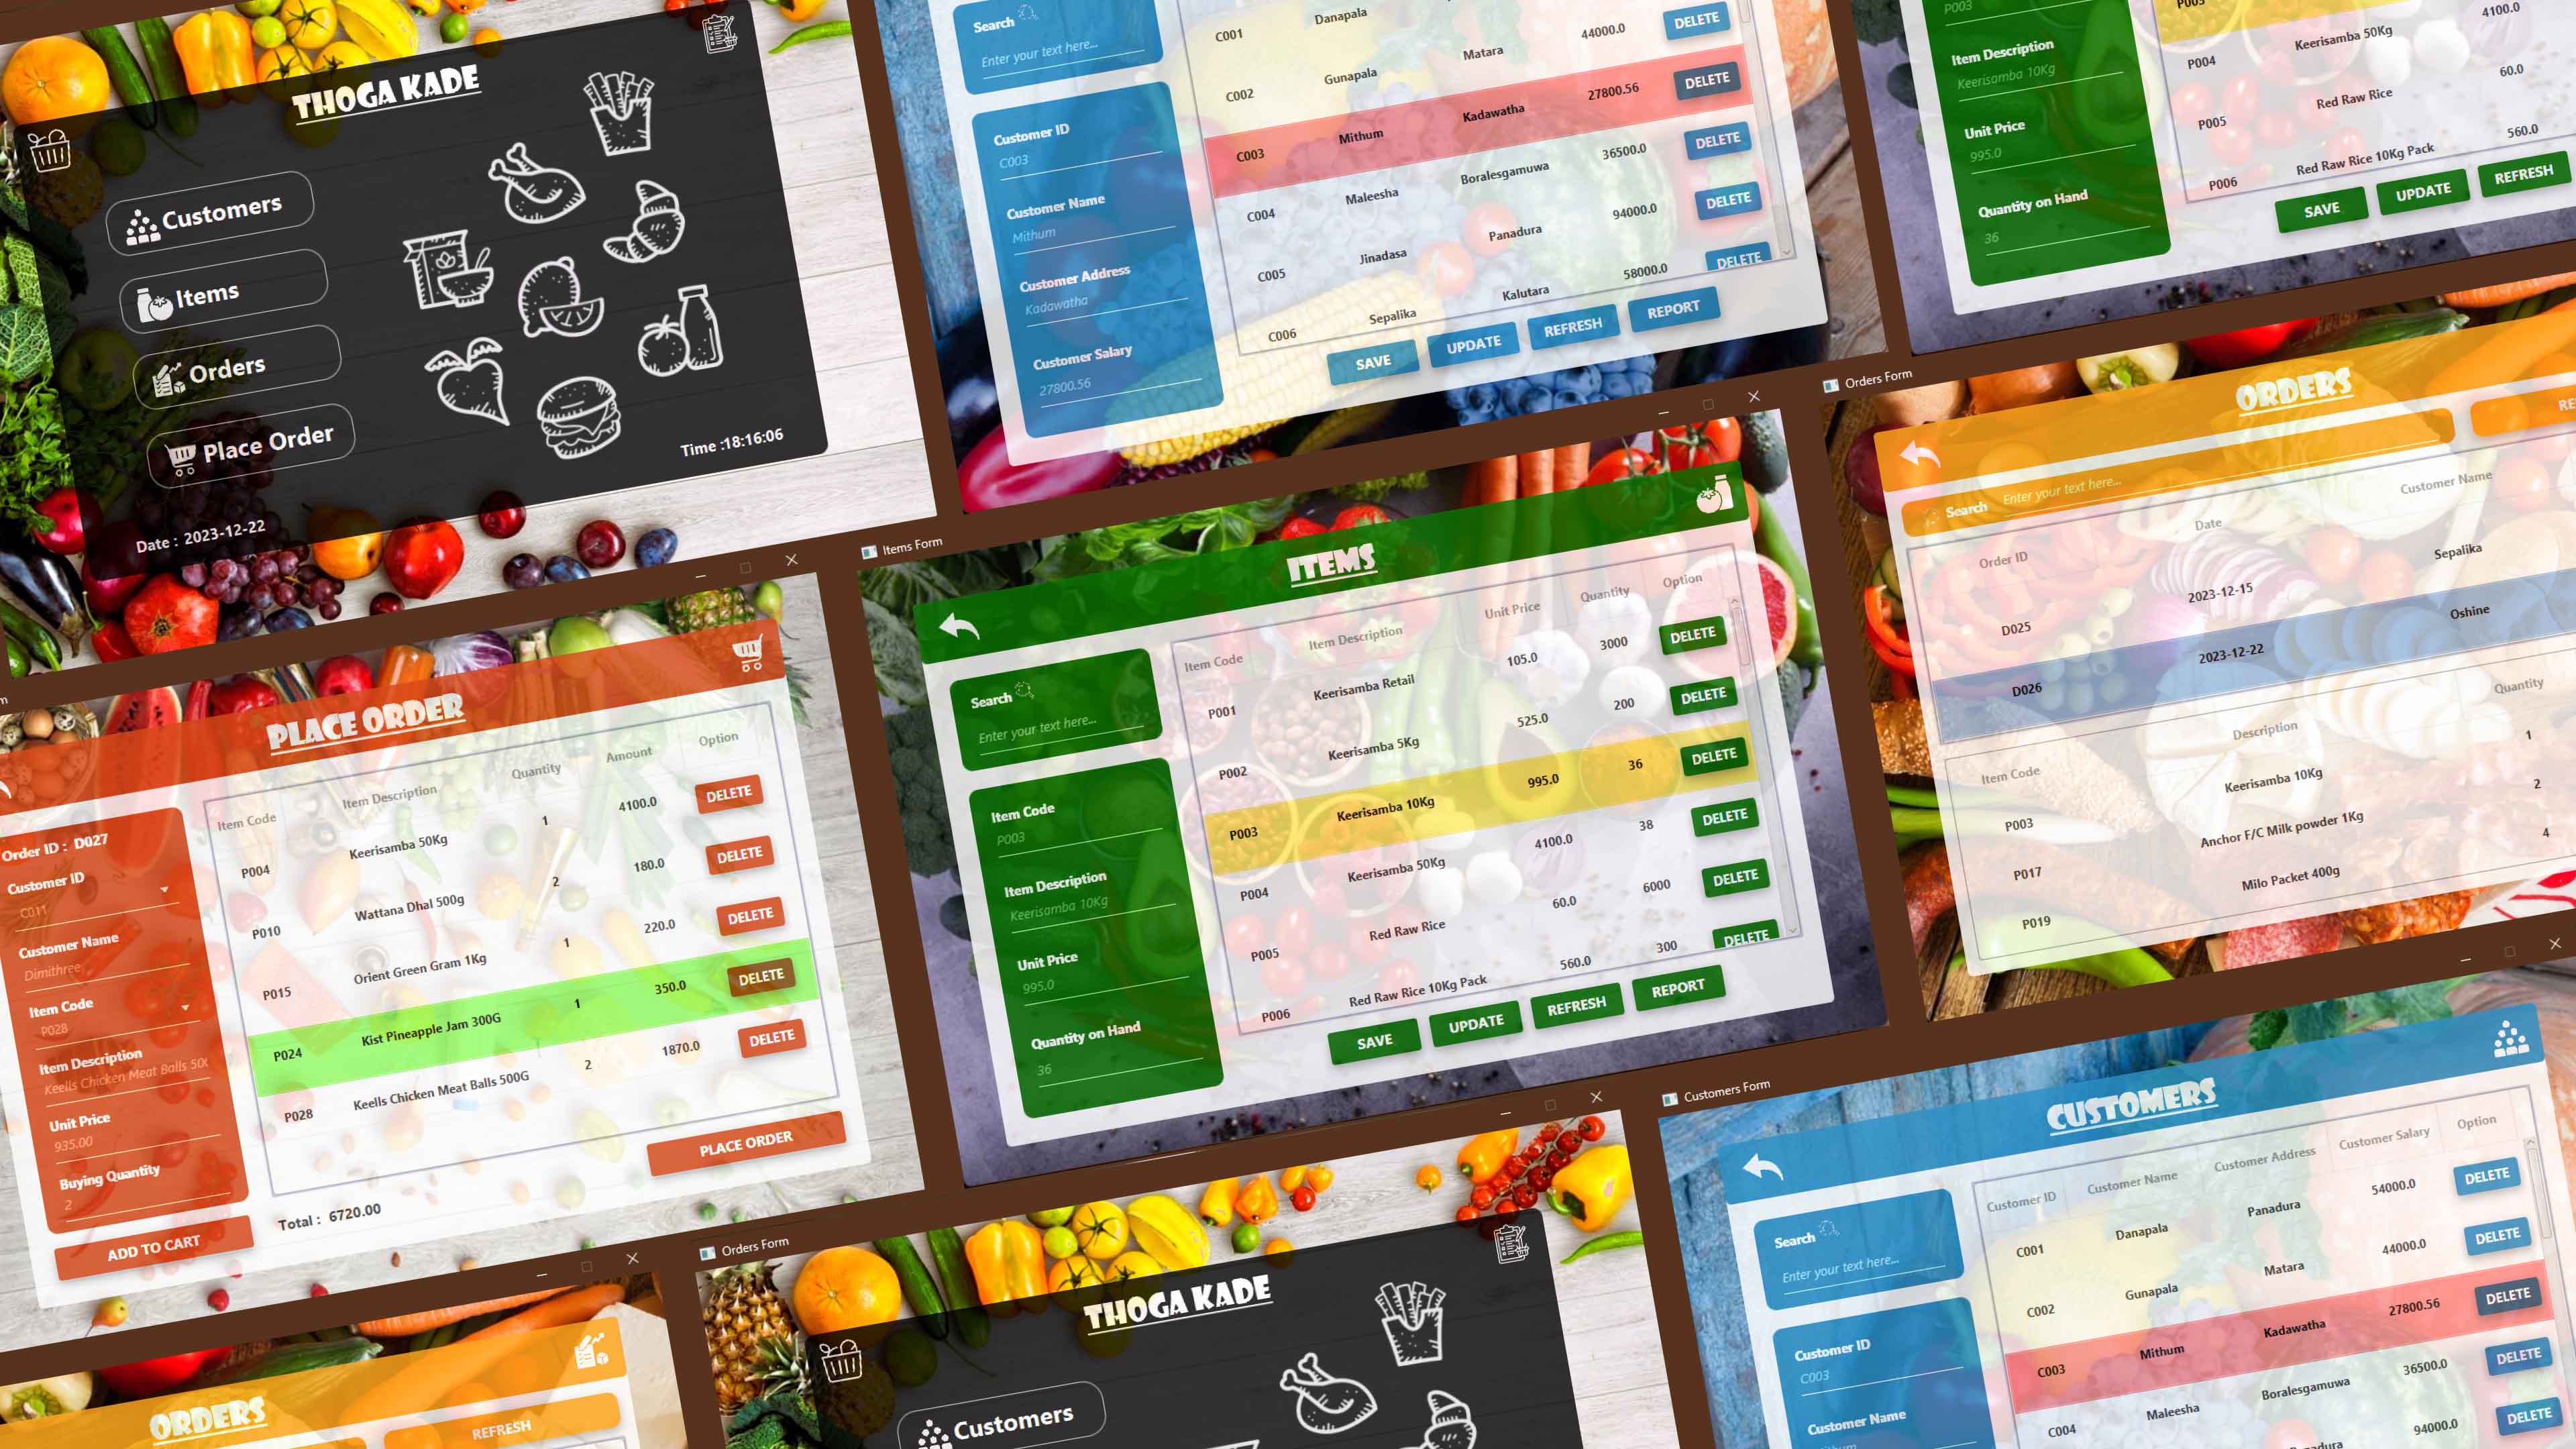 THOGA KADE
Customers
Items
Orders
Place Order
Time :18:16:06
Date : 2023-12-22
Search
Enter your text here...
Customer ID
C003
Customer Name
Mithum
Customer Address
Kadawatha
Customer Salary
27800.56
C001 Danapala
C002 Gunapala Matara 44000.0 DELETE
C003 Mithum Kadawatha 27800.56 DELETE
C004 Maleesha Boralesgamuwa 36500.0 DELETE
C005 Jinadasa Panadura 94000.0 DELETE
C006 Sepalika Kalutara 58000.0 DELETE
SAVE UPDATE REFRESH REPORT
P003
Item Description
Keerisamba 10Kg
Unit Price
995.0
Quantity on Hand
36
P003
P004 Keerisamba 50Kg 4100.0
P005 Red Raw Rice 60.0
P006 Red Raw Rice 10Kg Pack 560.0
SAVE UPDATE REFRESH
PLACE ORDER
Order ID : D027
Customer ID
C011
Customer Name
Dimithree
Item Code
P028
Item Description
Keells Chicken Meat Balls 50
Unit Price
935.00
Buying Quantity
2
ADD TO CART
Item Code Item Description Quantity Amount Option
P004 Keerisamba 50Kg 1 4100.0 DELETE
P010 Wattana Dhal 500g 2 180.0 DELETE
P015 Orient Green Gram 1Kg 1 220.0 DELETE
P024 Kist Pineapple Jam 300G 1 350.0 DELETE
P028 Keells Chicken Meat Balls 500G 2 1870.0 DELETE
Total : 6720.00
PLACE ORDER
Items Form
ITEMS
Search
Enter your text here...
Item Code
P003
Item Description
Keerisamba 10Kg
Unit Price
995.0
Quantity on Hand
36
Item Code Item Description Unit Price Quantity Option
P001 Keerisamba Retail 105.0 3000 DELETE
P002 Keerisamba 5Kg 525.0 200 DELETE
P003 Keerisamba 10Kg 995.0 36 DELETE
P004 Keerisamba 50Kg 4100.0 38 DELETE
P005 Red Raw Rice 60.0 6000 DELETE
P006 Red Raw Rice 10Kg Pack 560.0 300 DELETE
SAVE UPDATE REFRESH REPORT
Orders Form
ORDERS
RE
Search Enter your text here...
Order ID Date Customer Name
D025 2023-12-15 Sepalika
D026 2023-12-22 Oshine
Item Code Description Quantity
P003 Keerisamba 10Kg 1
P017 Anchor F/C Milk powder 1Kg 2
P019 Milo Packet 400g 4
ORDERS
REFRESH
Orders Form
THOGA KADE
Customers
Customers Form
CUSTOMERS
Search
Enter your text here...
Customer ID
C003
Customer Name
Customer ID Customer Name Customer Address Customer Salary Option
C001 Danapala Panadura 54000.0 DELETE
C002 Gunapala Matara 44000.0 DELETE
C003 Mithum Kadawatha 27800.56 DELETE
C004 Maleesha Boralesgamuwa 36500.0 DELETE
94000.0 DELETE